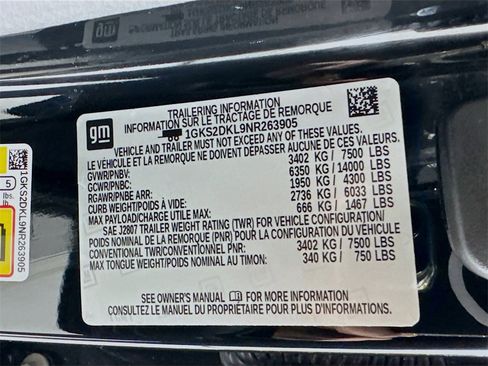 TRAILERING INFORMATION
INFORMATION SUR LE TRACTAGE DE REMORQUE
gm
1GKS2DKL9NR263905
VEHICLE AND TRAILER MUST NOT EXCEED ANY OF THESE
LE VÉHICULE ET LA REMORQUE NE DOIVENT DÉPASSER AUCUNE DE CES VALEURS:
GVWR/PNBV: 3402 KG / 7500 LBS
GCWR/PNBC: 6350 KG / 14000 LBS
RGAWR/PNBE ARR: 1950 KG / 4300 LBS
CURB WEIGHT/POIDS À VIDE: 2736 KG / 6033 LBS
MAX PAYLOAD/CHARGE UTILE MAX: 666 KG / 1467 LBS
SAE J2807 TRAILER WEIGHT RATING (TWR) FOR VEHICLE CONFIGURATION/
POIDS NOMINAL DE LA REMORQUE (PNR) POUR LA CONFIGURATION DU VÉHICULE
CONVENTIONAL TWR/CONVENTIONNEL PNR: 3402 KG / 7500 LBS
MAX TONGUE WEIGHT/POIDS MAXIMAL AU TIMON: 340 KG / 750 LBS
SEE OWNER'S MANUAL FOR MORE INFORMATION.
CONSULTEZ LE MANUEL DU PROPRIÉTAIRE POUR PLUS D'INFORMATIONS.
1GKS2DKL9NR263905
5
lbs.